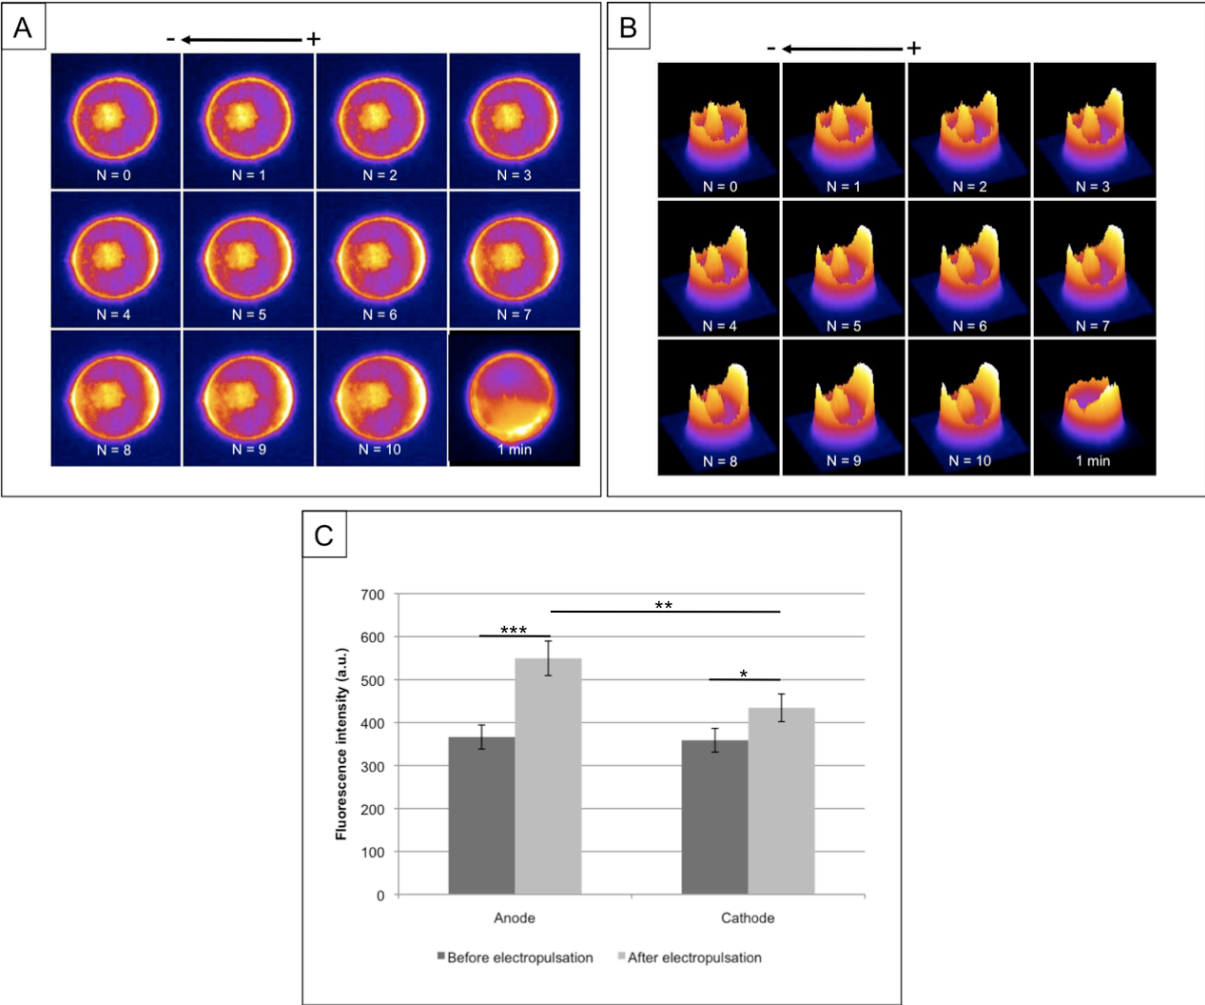 A
- +
N = 0 N = 1 N = 2 N = 3
N = 4 N = 5 N = 6 N = 7
N = 8 N = 9 N = 10 1 min
B
- +
N = 0 N = 1 N = 2 N = 3
N = 4 N = 5 N = 6 N = 7
N = 8 N = 9 N = 10 1 min
C
Fluorescence intensity (a.u.)
700
600
500
400
300
200
100
0
**
***
*
Anode Cathode
Before electropulsation After electropulsation